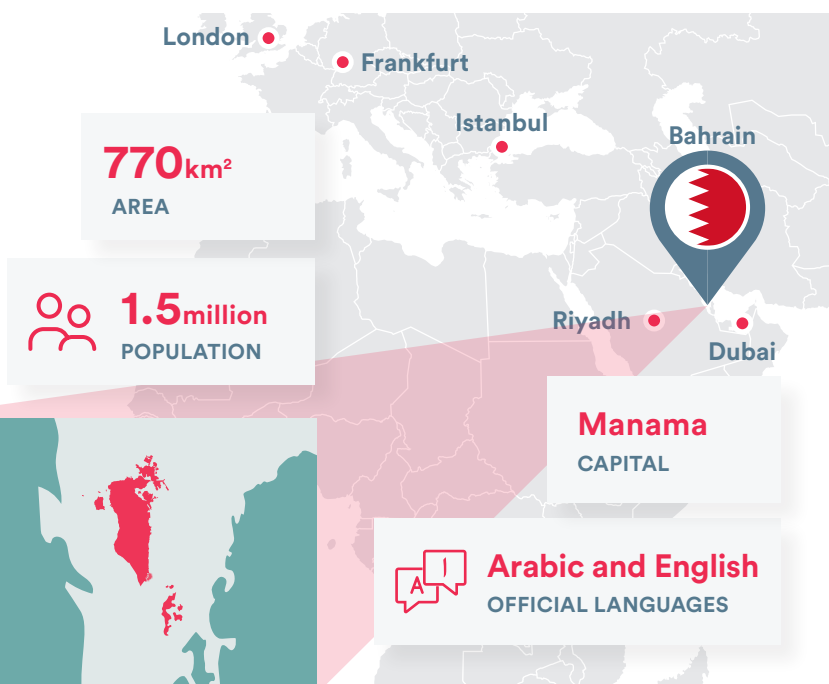 London
Frankfurt
Istanbul
Bahrain
770km²
AREA
1.5million
POPULATION
Riyadh
Dubai
Manama
CAPITAL
A ا
Arabic and English
OFFICIAL LANGUAGES